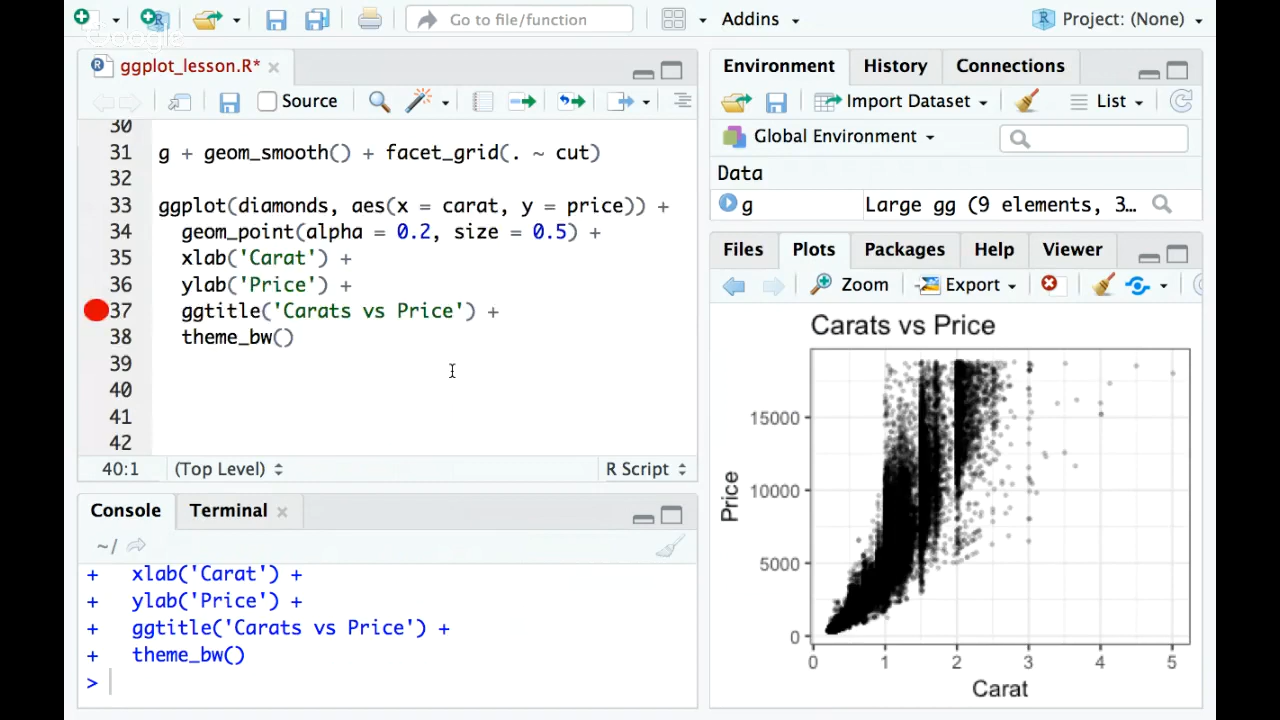 Go to file/function
Addins
Project: (None)
Google
ggplot_lesson.R*
Source
30
31 g + geom_smooth() + facet_grid(. ~ cut)
32
33 ggplot(diamonds, aes(x = carat, y = price)) +
34 geom_point(alpha = 0.2, size = 0.5) +
35 xlab('Carat') +
36 ylab('Price') +
37 ggtitle('Carats vs Price') +
38 theme_bw()
39
40
41
42
40:1 (Top Level) R Script
Console Terminal
~/
+ xlab('Carat') +
+ ylab('Price') +
+ ggtitle('Carats vs Price') +
+ theme_bw()
>
Environment History Connections
Import Dataset List
Global Environment
Data
g Large gg (9 elements, 3…
Files Plots Packages Help Viewer
Zoom Export
Carats vs Price
15000
10000
5000
0
Price
0 1 2 3 4 5
Carat